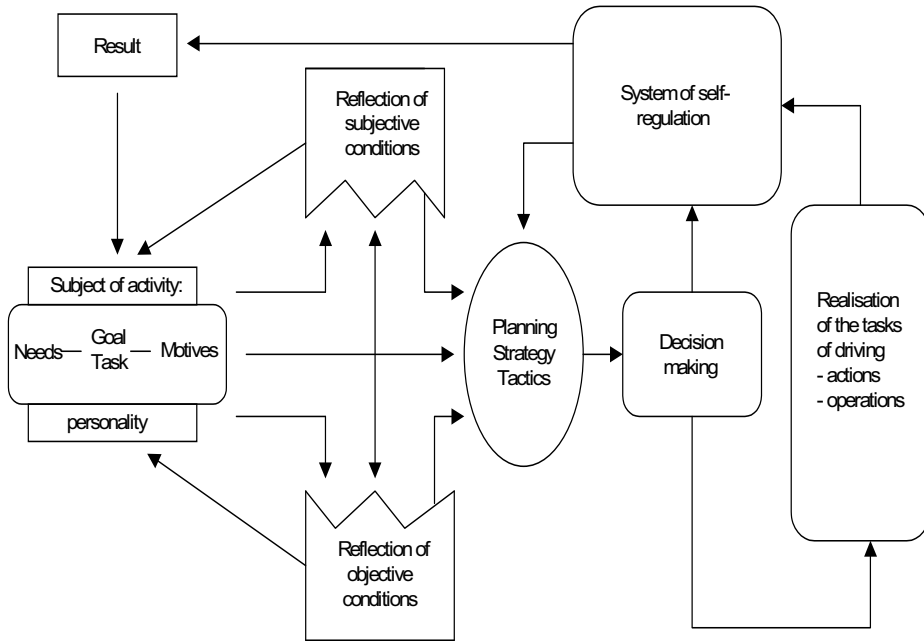 Result
Reflection of
subjective
conditions
System of self-
regulation
Subject of activity:
Needs
Goal
Task
Motives
personality
Planning
Strategy
Tactics
Decision
making
Realisation
of the tasks
of driving
- actions
- operations
Reflection of
objective
conditions